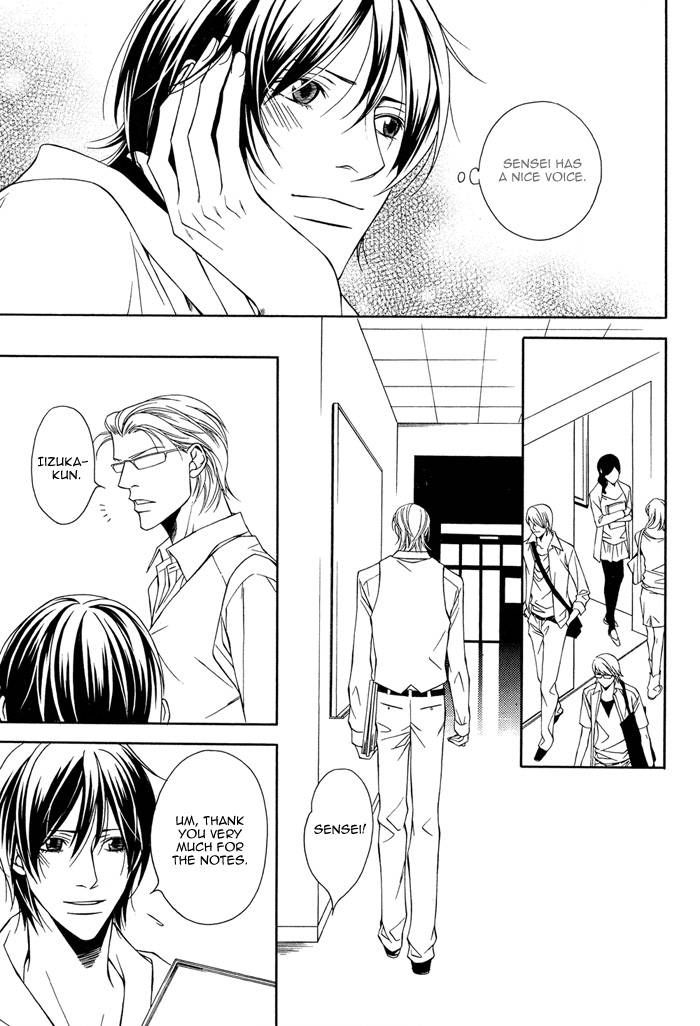 SENSEI HAS
A NICE VOICE.
SENSEI!
IIZUKA-
KUN.
UM, THANK
YOU VERY
MUCH FOR
THE NOTES.